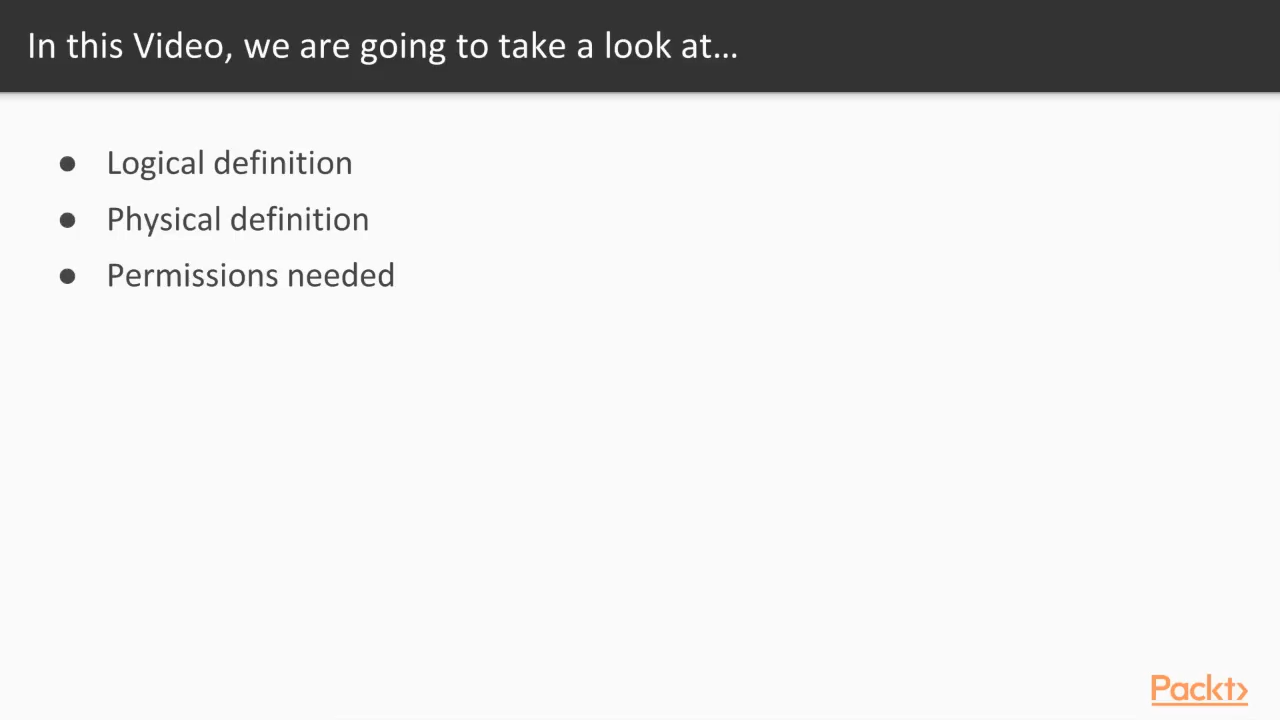 In this Video, we are going to take a look at...
● Logical definition
● Physical definition
● Permissions needed
Packt>